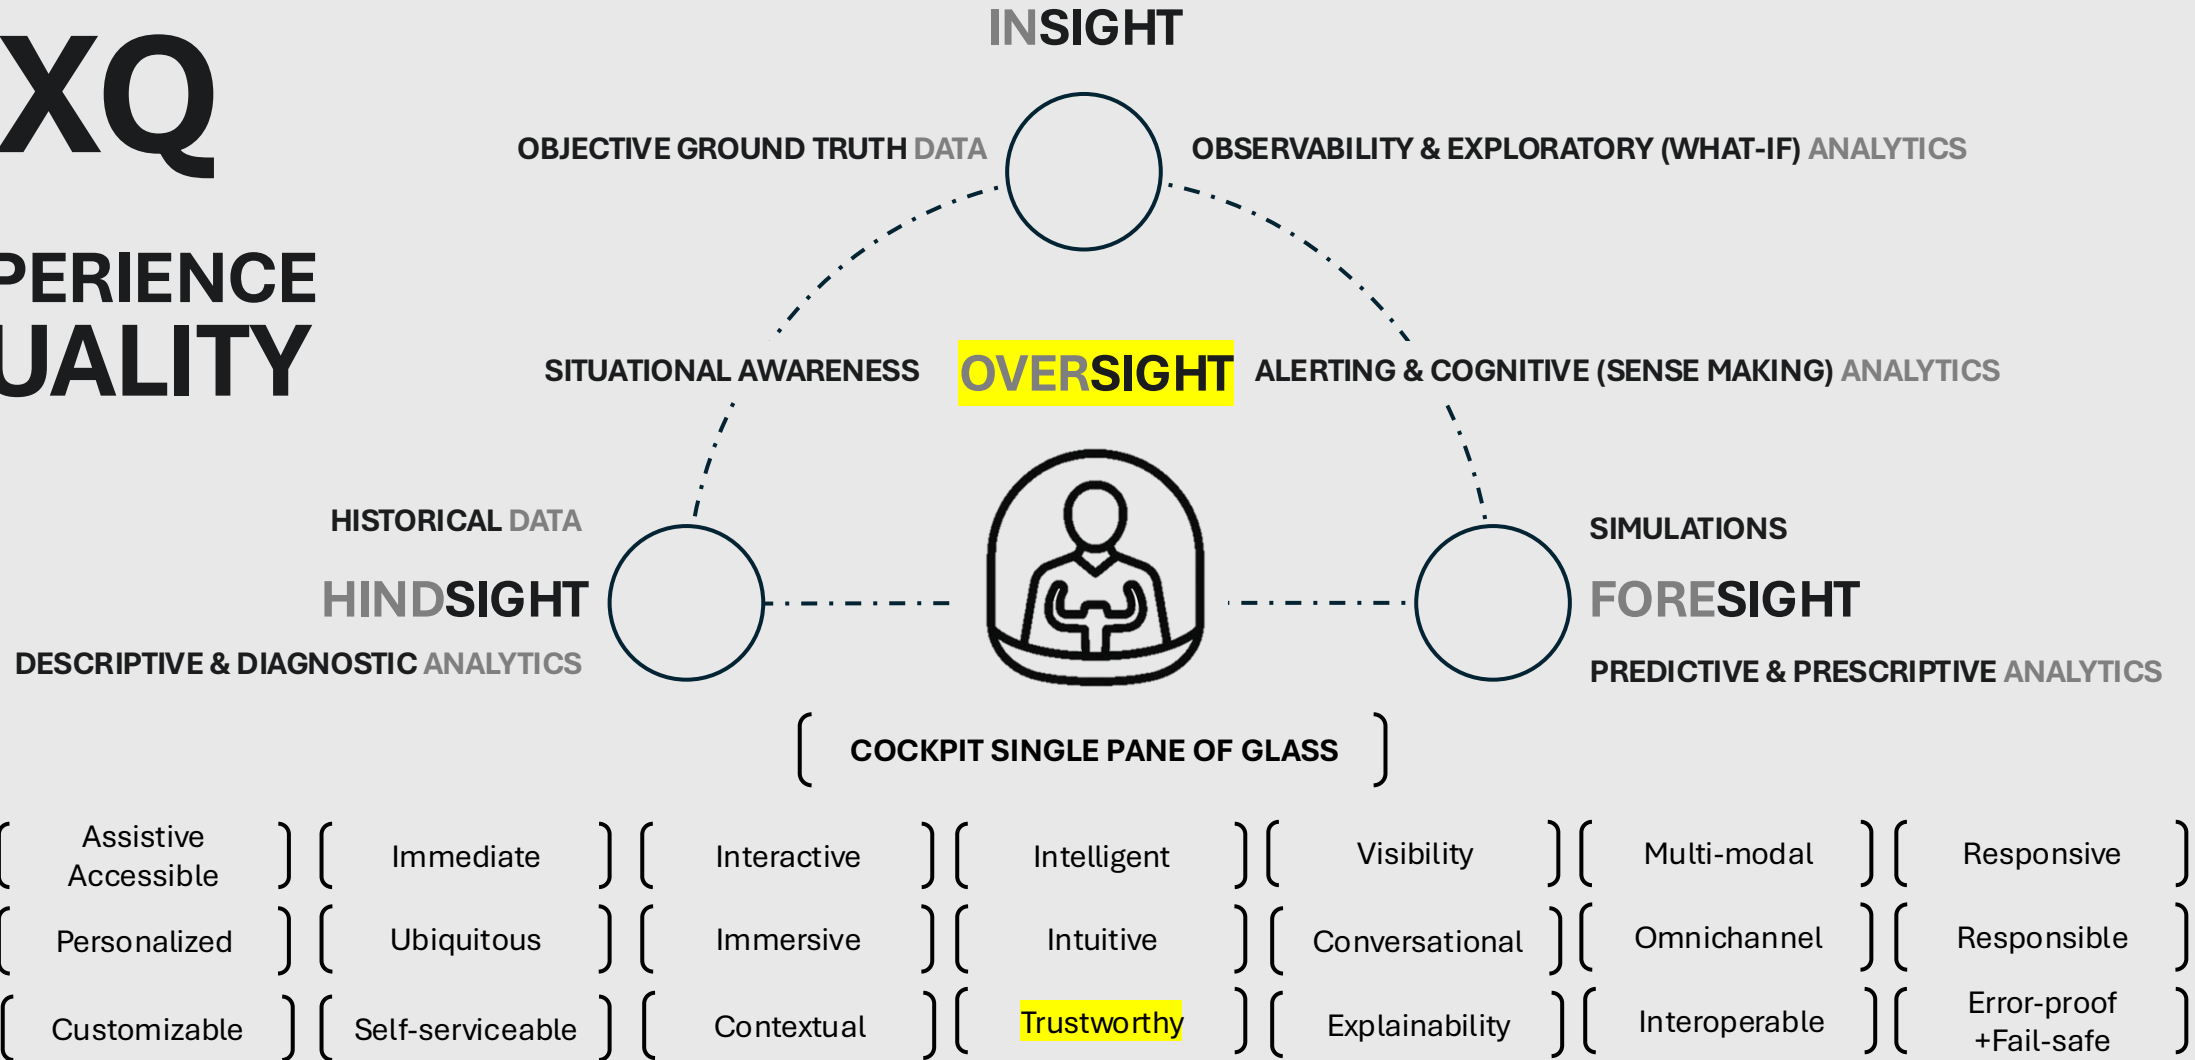 XQ
PERIENCE
UALITY
INSIGHT
OBJECTIVE GROUND TRUTH DATA
OBSERVABILITY & EXPLORATORY (WHAT-IF) ANALYTICS
SITUATIONAL AWARENESS
OVERSIGHT
ALERTING & COGNITIVE (SENSE MAKING) ANALYTICS
HISTORICAL DATA
HINDSIGHT
DESCRIPTIVE & DIAGNOSTIC ANALYTICS
SIMULATIONS
FORESIGHT
PREDICTIVE & PRESCRIPTIVE ANALYTICS
COCKPIT SINGLE PANE OF GLASS
Assistive
Accessible
Immediate
Interactive
Intelligent
Visibility
Multi-modal
Responsive
Personalized
Ubiquitous
Immersive
Intuitive
Conversational
Omnichannel
Responsible
Customizable
Self-serviceable
Contextual
Trustworthy
Explainability
Interoperable
Error-proof
+Fail-safe